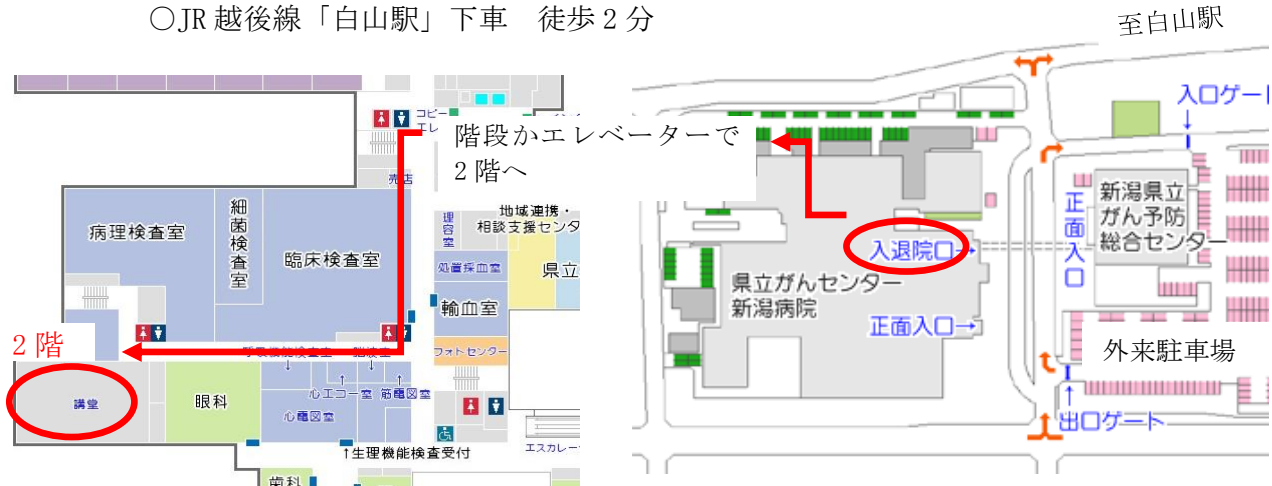 ○JR 越後線「白山駅」下車　徒歩 2 分
至白山駅
コピー
エレ
階段かエレベーターで
2 階へ
売店
病理検査室
細菌検査室
臨床検査室
理容室
地域連携・
相談支援センタ
処置採血室
県立
輸血室
フォトセンター
2 階
講堂
眼科
心エコー室
筋電図室
心電図室
↑生理機能検査受付
エスカレー
歯科
入口ゲート
正面入口
新潟県立
がん予防
総合センター
入退院口→
県立がんセンター
新潟病院
正面入口→
外来駐車場
出口ゲート